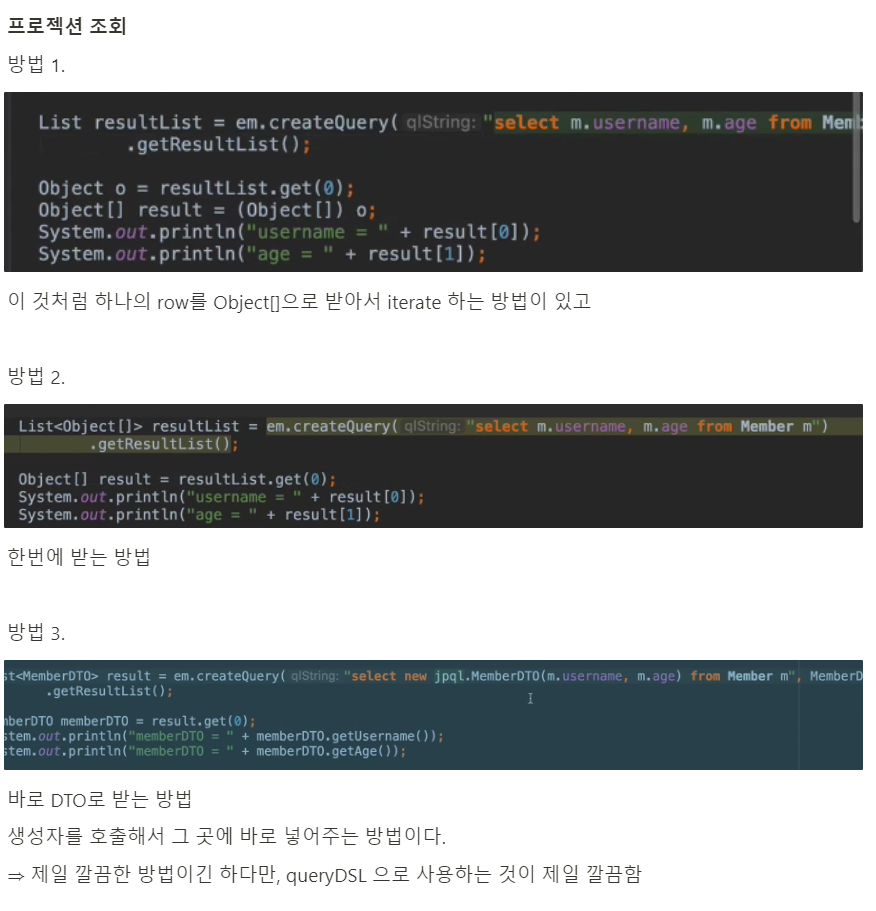 프로젝션 조회
방법 1.
List resultList = em.createQuery( qlString: "select m.username, m.age from Mem
.getResultList();
Object o = resultList.get(0);
Object[] result = (Object[]) o;
System.out.println("username = " + result[0]);
System.out.println("age = " + result[1]);
이 것처럼 하나의 row를 Object[]으로 받아서 iterate 하는 방법이 있고
방법 2.
List<Object[]> resultList = em.createQuery( qlString: "select m.username, m.age from Member m")
.getResultList();
Object[] result = resultList.get(0);
System.out.println("username = " + result[0]);
System.out.println("age = " + result[1]);
한번에 받는 방법
방법 3.
st<MemberDTO> result = em.createQuery( qlString: "select new jpql.MemberDTO(m.username, m.age) from Member m", MemberD
.getResultList();
mberDTO memberDTO = result.get(0);
stem.out.println("memberDTO = " + memberDTO.getUsername());
stem.out.println("memberDTO = " + memberDTO.getAge());
바로 DTO로 받는 방법
생성자를 호출해서 그 곳에 바로 넣어주는 방법이다.
⇒ 제일 깔끔한 방법이긴 하다만, queryDSL 으로 사용하는 것이 제일 깔끔함